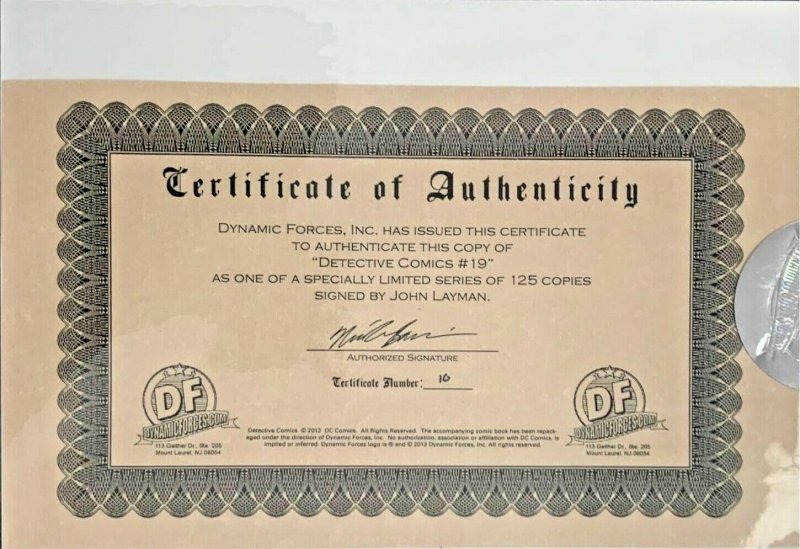 Certificate of Authenticity
DYNAMIC FORCES, INC. HAS ISSUED THIS CERTIFICATE
TO AUTHENTICATE THIS COPY OF
"DETECTIVE COMICS #19"
AS ONE OF A SPECIALLY LIMITED SERIES OF 125 COPIES
SIGNED BY JOHN LAYMAN.
AUTHORIZED SIGNATURE
Certificate Number: 16
DF
DYNAMICFORCES.COM
113 Gaither Dr., Ste. 205
Mount Laurel, NJ 08054
Detective Comics © 2013 DC Comics. All Rights Reserved. The accompanying comic book has been repack-
aged under the direction of Dynamic Forces, Inc. No authorization, association or affiliation with DC Comics, is
implied or inferred. Dynamic Forces logo is ® and © 2013 Dynamic Forces, Inc. All rights reserved.
DF
DYNAMICFORCES.COM
113 Gaither Dr., Ste. 205
Mount Laurel, NJ 08054